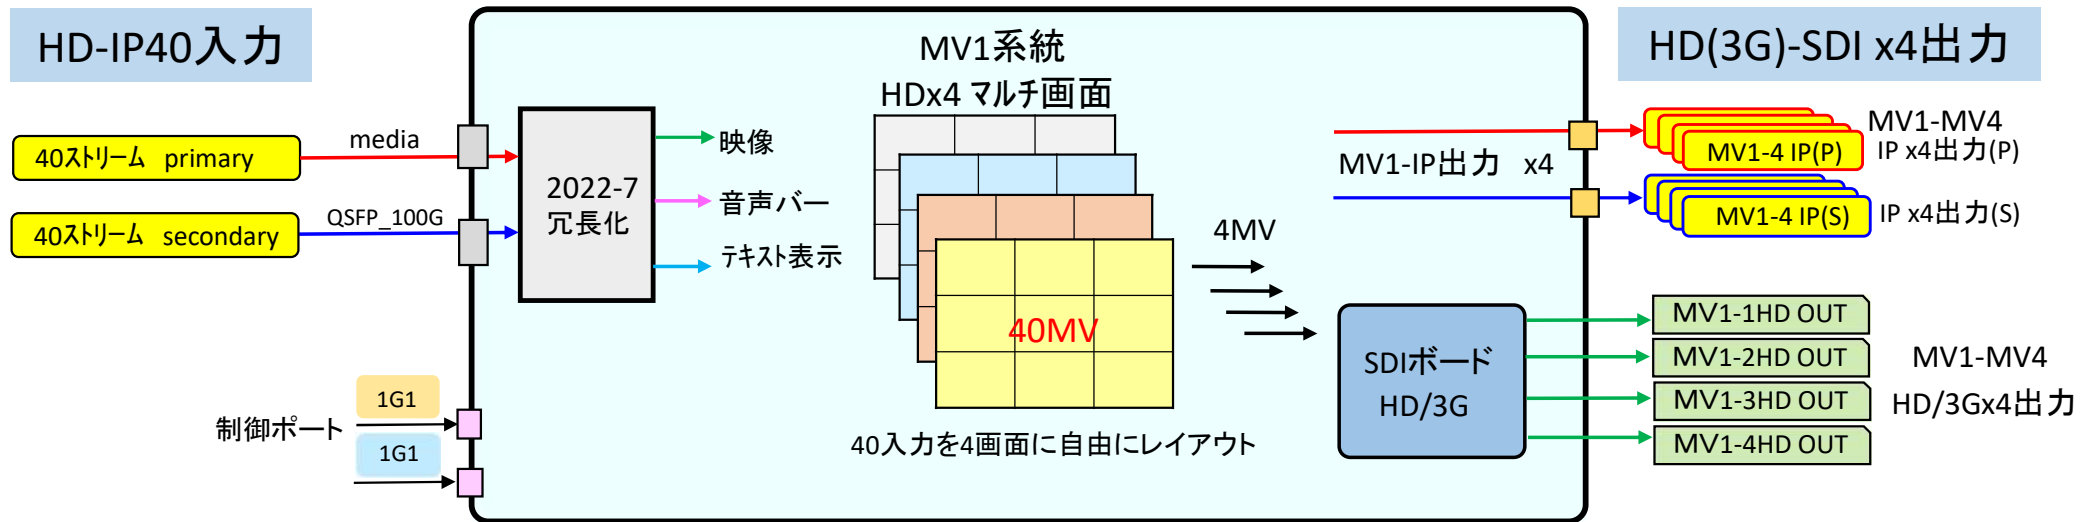 HD-IP40入力
MV1系統
HDx4 マルチ画面
HD(3G)-SDI x4出力
40ストリーム primary
media
40ストリーム secondary
QSFP_100G
2022-7
冗長化
映像
音声バー
テキスト表示
40MV
40入力を4画面に自由にレイアウト
4MV
MV1-IP出力 x4
MV1-4 IP(P)
MV1-MV4
IP x4出力(P)
MV1-4 IP(S)
IP x4出力(S)
SDIボード
HD/3G
MV1-1HD OUT
MV1-2HD OUT
MV1-3HD OUT
MV1-4HD OUT
MV1-MV4
HD/3Gx4出力
制御ポート
1G1
1G1